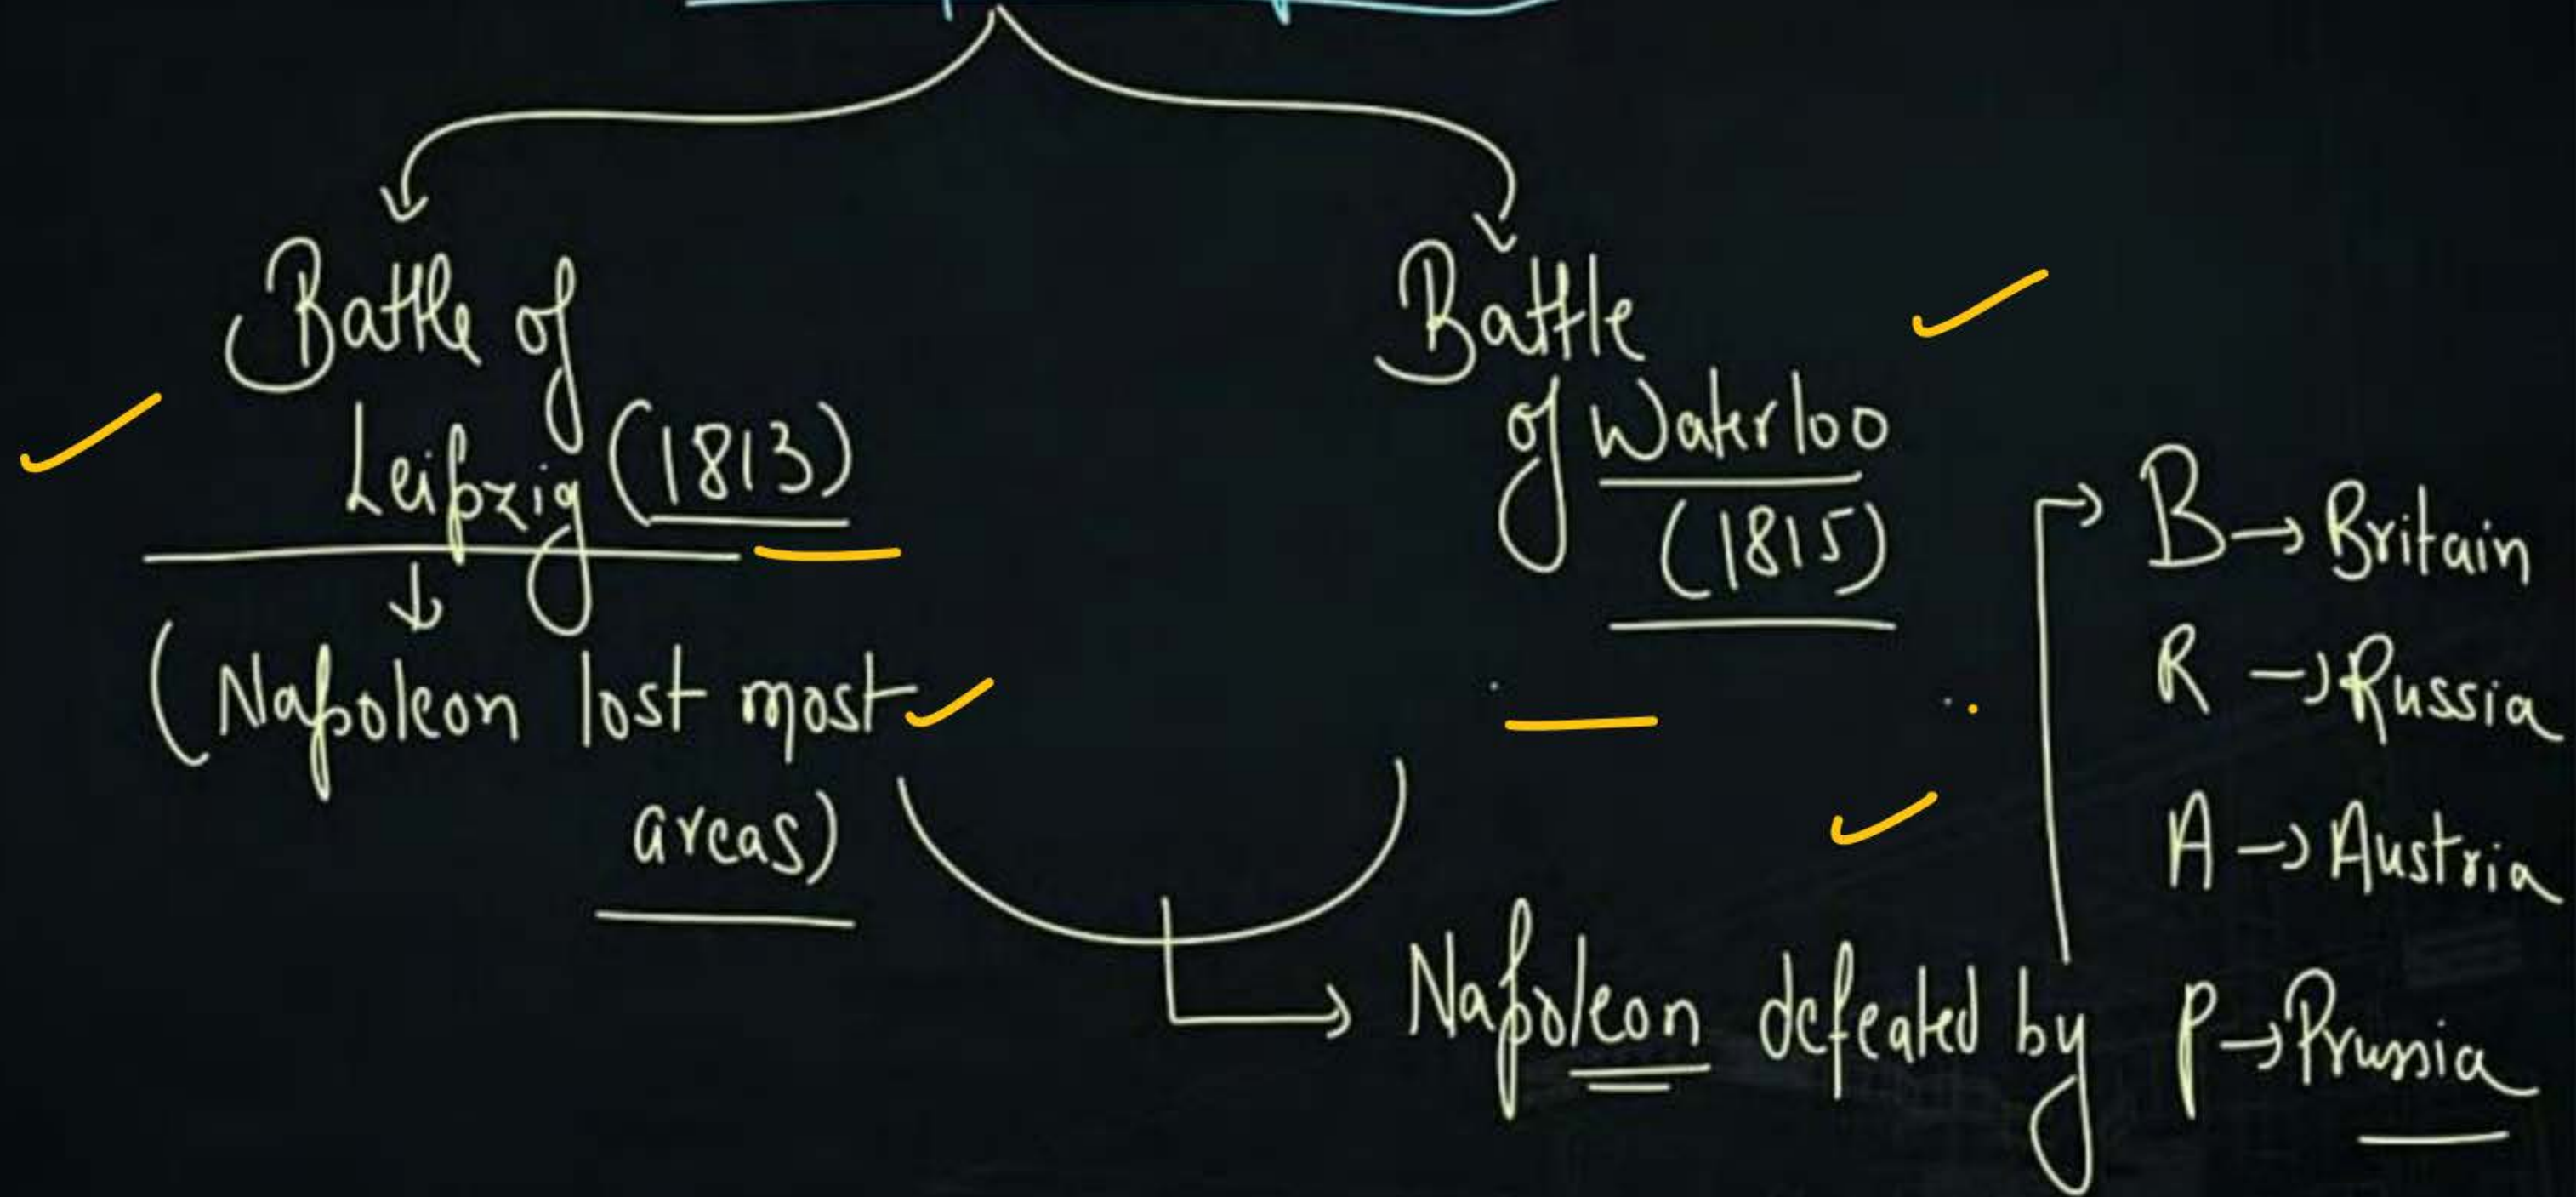 Battle of
Leipzig (1813)
(Napoleon lost most
areas)
Battle
of Waterloo
(1815)
Napoleon defeated by
B → Britain
R → Russia
A → Austria
P → Prussia